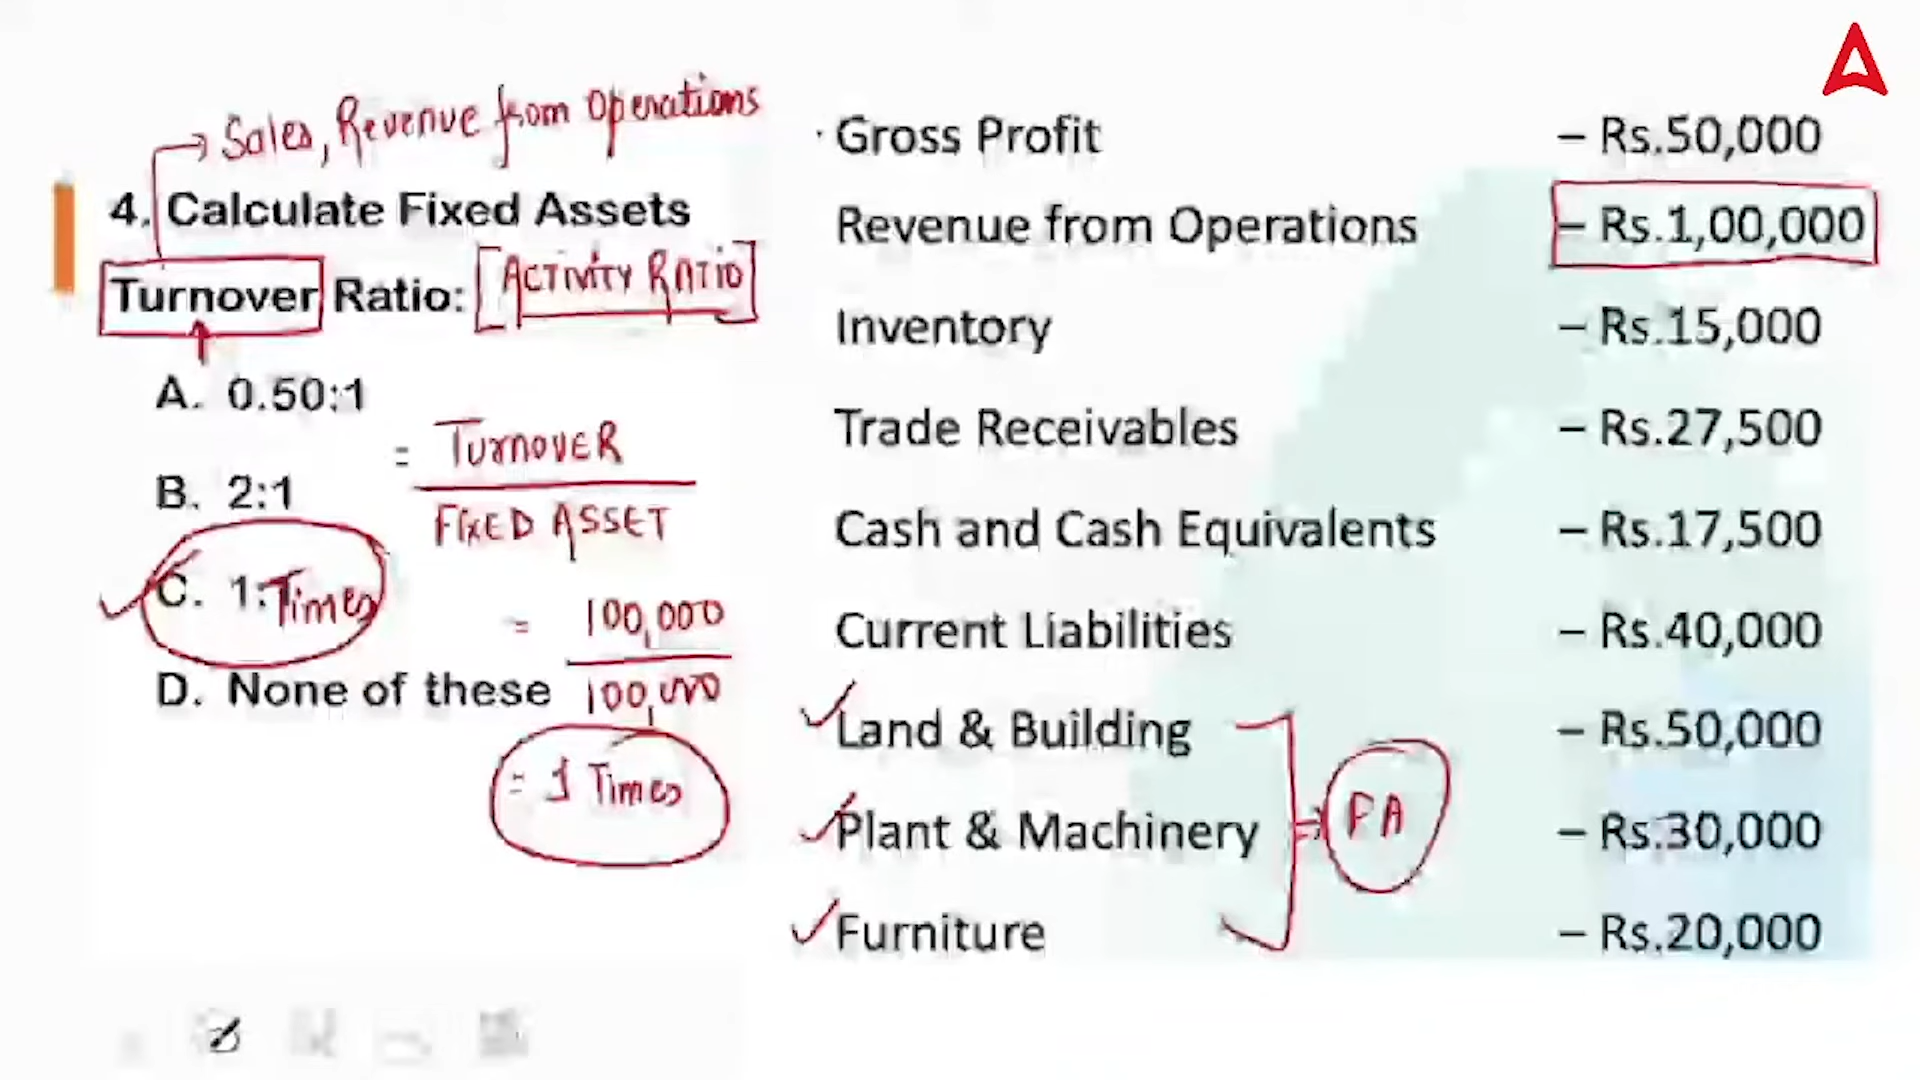 → Sales, Revenue from Operations
4. Calculate Fixed Assets
Turnover Ratio: [ACTIVITY RATIO]
A. 0.50:1
B. 2:1
C. 1:Times
D. None of these
= TURNOVER
FIXED ASSET
= 100,000
100,000
= 1 Times
Gross Profit – Rs.50,000
Revenue from Operations – Rs.1,00,000
Inventory – Rs.15,000
Trade Receivables – Rs.27,500
Cash and Cash Equivalents – Rs.17,500
Current Liabilities – Rs.40,000
Land & Building – Rs.50,000
Plant & Machinery – Rs.30,000
Furniture – Rs.20,000
⇒ FA